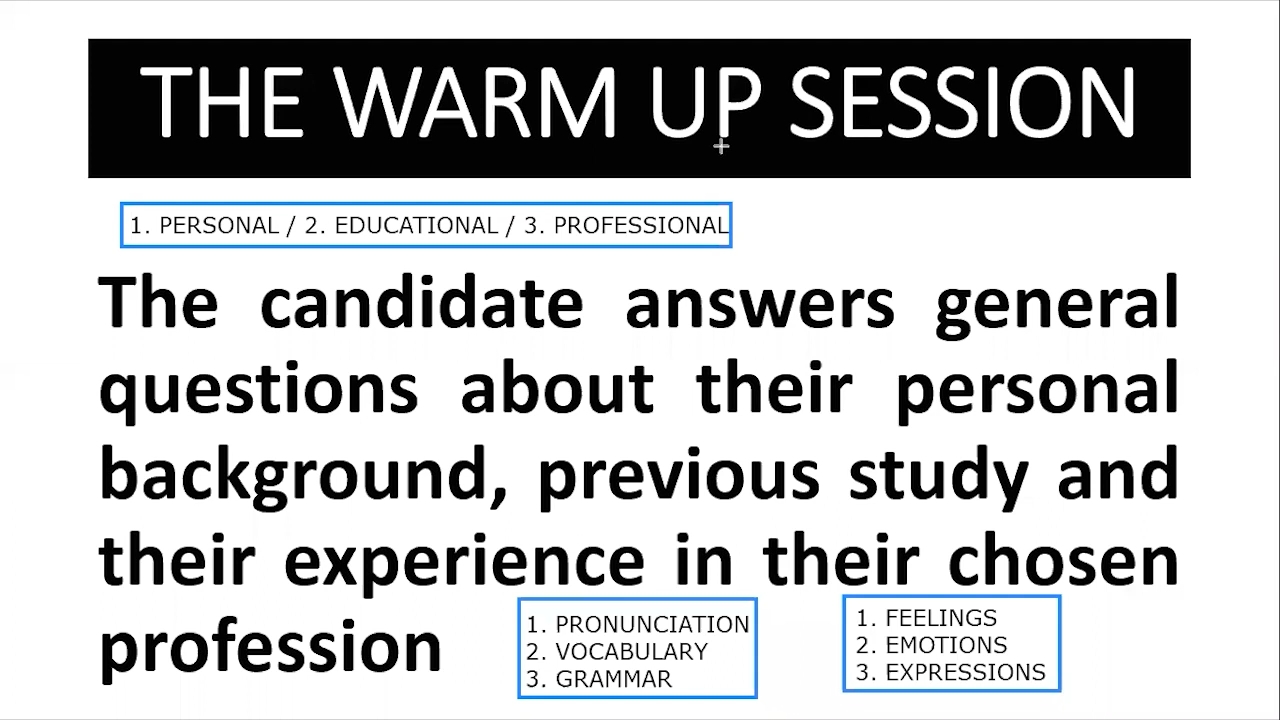 THE WARM UP SESSION
1. PERSONAL / 2. EDUCATIONAL / 3. PROFESSIONAL
The candidate answers general
questions about their personal
background, previous study and
their experience in their chosen
profession
1. PRONUNCIATION
2. VOCABULARY
3. GRAMMAR
1. FEELINGS
2. EMOTIONS
3. EXPRESSIONS